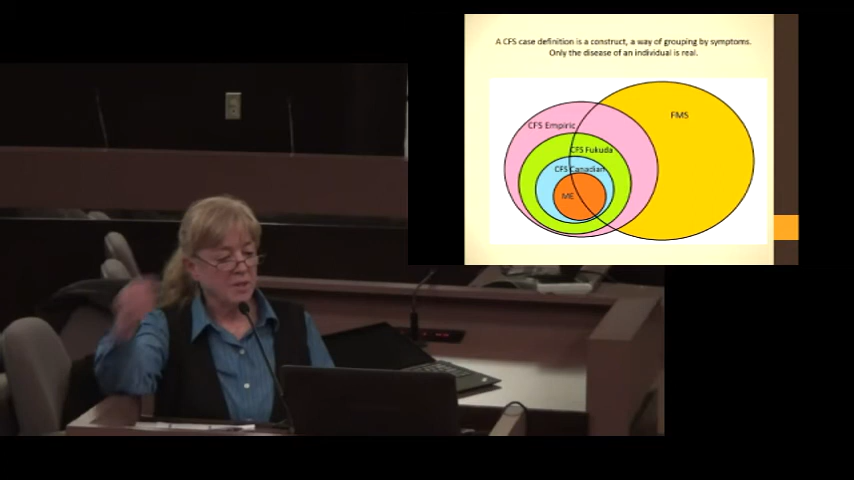 A CFS case definition is a construct, a way of grouping by symptoms.
Only the disease of an individual is real.
FMS
CFS Empiric
CFS Fukuda
CFS Canadian
ME